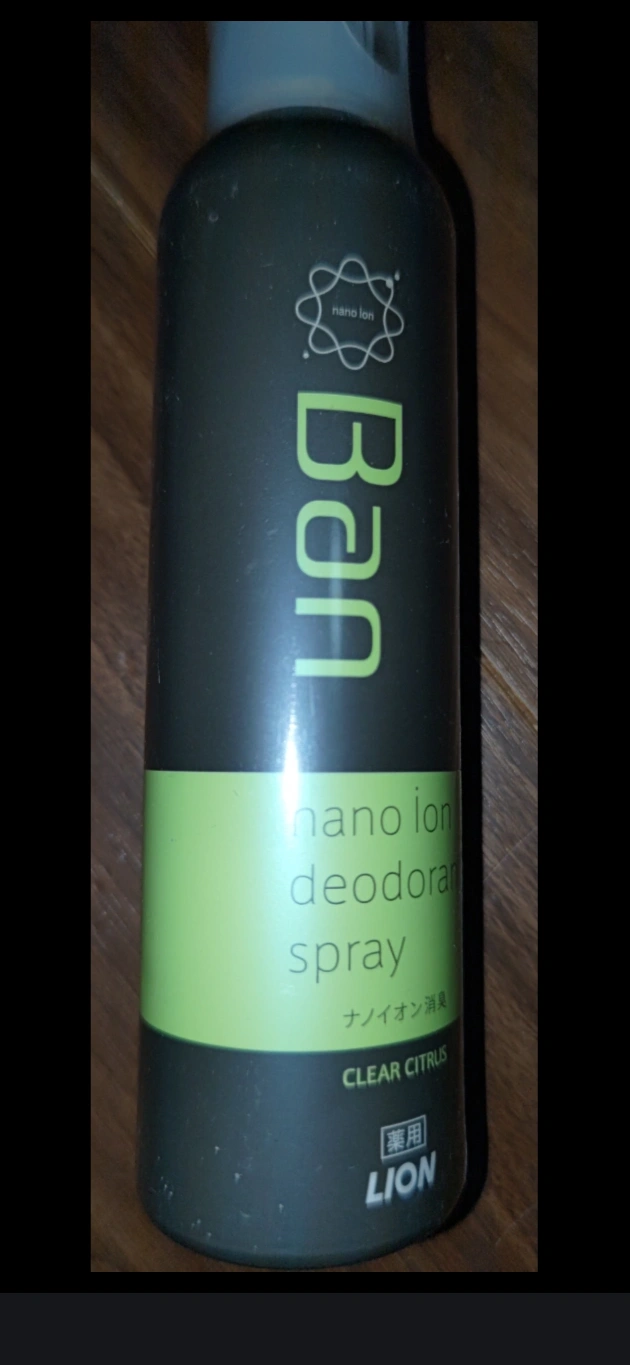 nano ion
Ban
nano ion
deodoran
spray
ナノイオン消臭
CLEAR CITRUS
薬用
LION